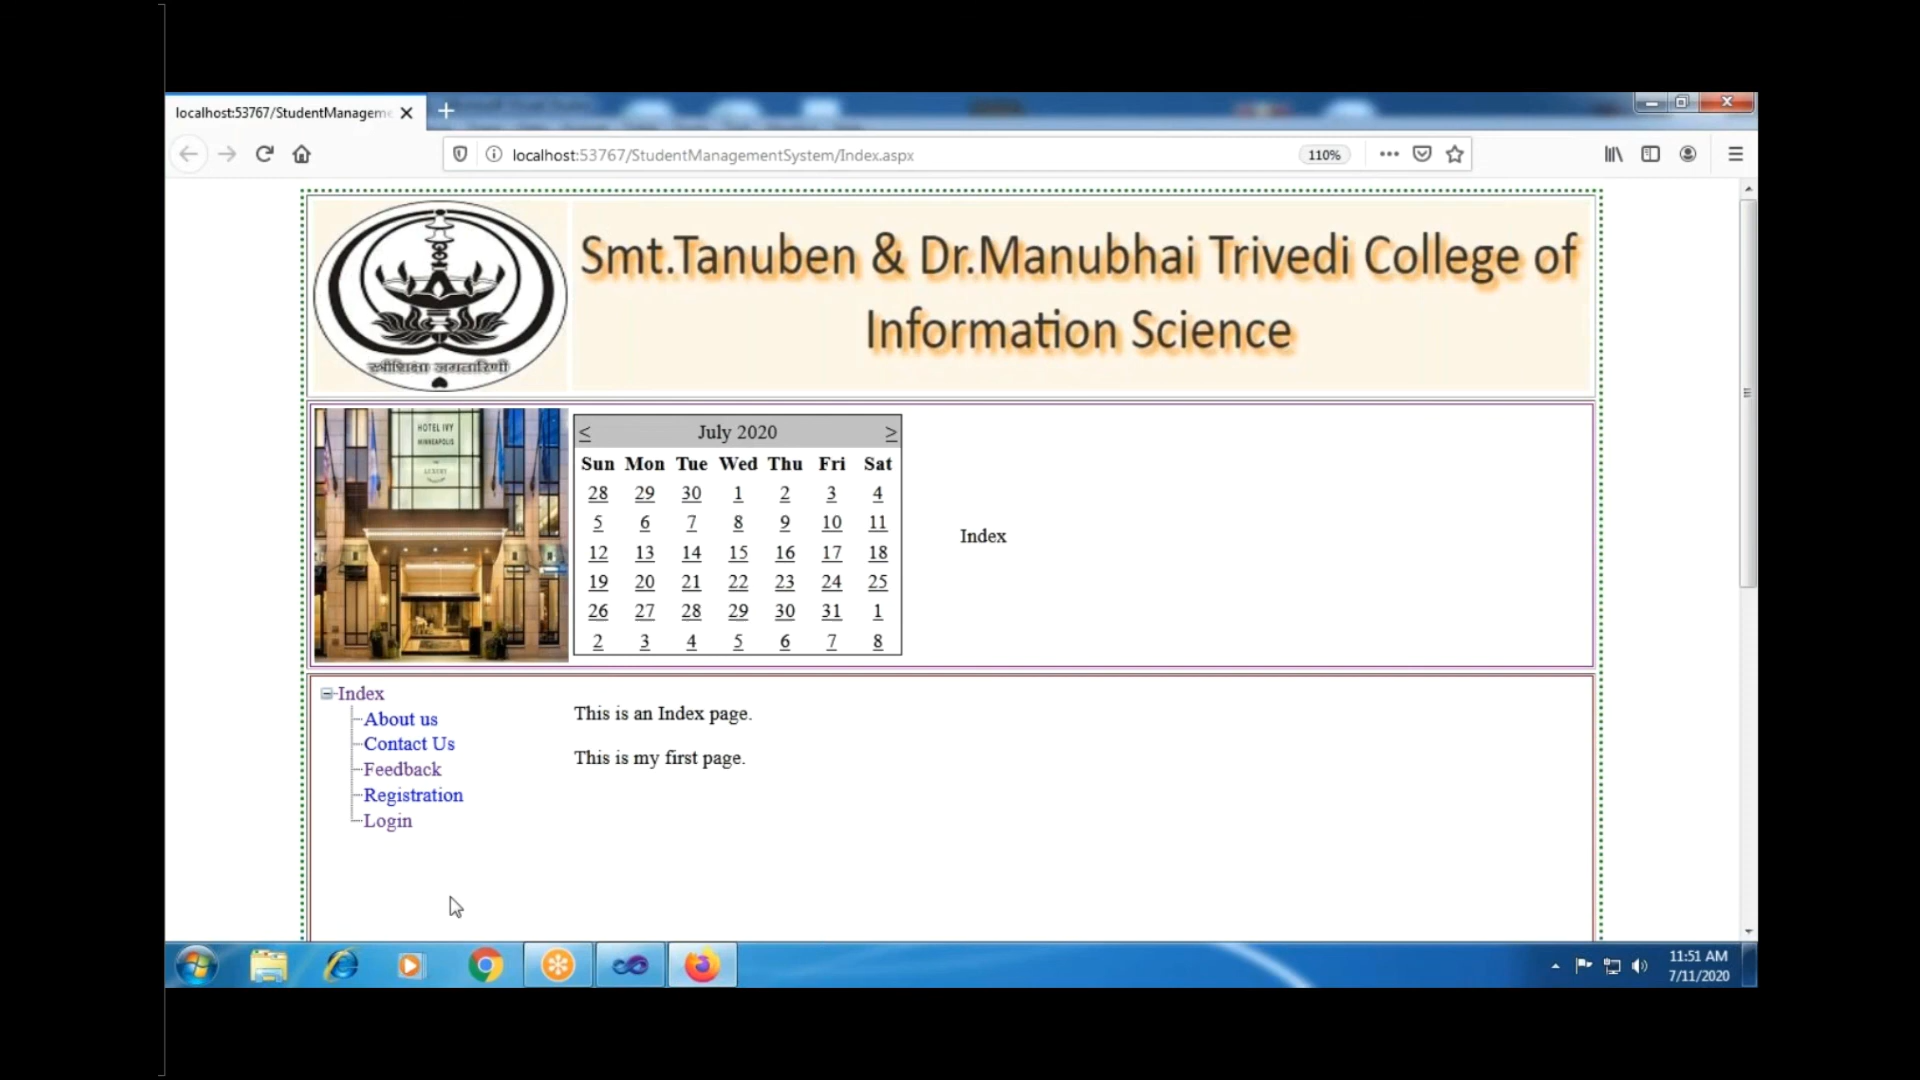 localhost:53767/StudentManageme
localhost:53767/StudentManagementSystem/Index.aspx
110%
Smt.Tanuben & Dr.Manubhai Trivedi College of
Information Science
स्त्रीशिक्षा जगत्तारिणी
HOTEL IVY
MINNEAPOLIS
LUXURY
< July 2020 >
Sun Mon Tue Wed Thu Fri Sat
28 29 30 1 2 3 4
5 6 7 8 9 10 11
12 13 14 15 16 17 18
19 20 21 22 23 24 25
26 27 28 29 30 31 1
2 3 4 5 6 7 8
Index
Index
About us
Contact Us
Feedback
Registration
Login
This is an Index page.
This is my first page.
11:51 AM
7/11/2020